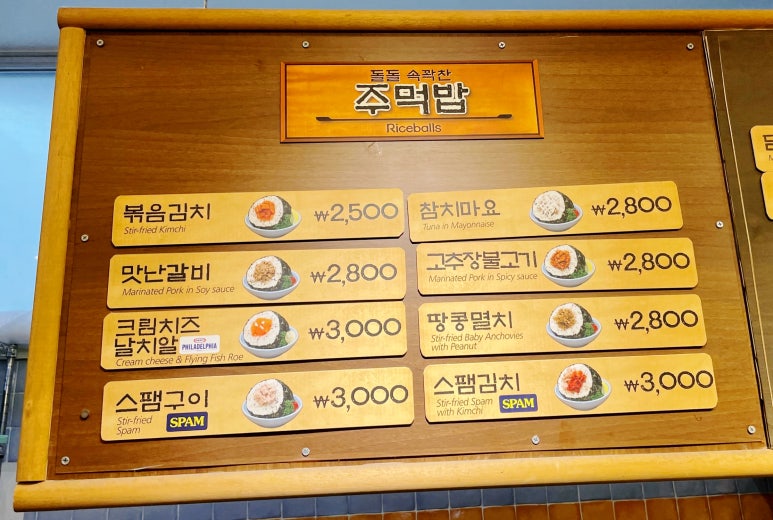 돌돌 속꽉찬
주먹밥
Riceballs
볶음김치
Stir-fried Kimchi
₩2,500
참치마요
Tuna in Mayonnaise
₩2,800
맛난갈비
Marinated Pork in Soy sauce
₩2,800
고추장불고기
Marinated Pork in Spicy sauce
₩2,800
크림치즈
날치알 PHILADELPHIA
Cream cheese & Flying Fish Roe
₩3,000
땅콩멸치
Stir-fried Baby Anchovies
with Peanut
₩2,800
스팸구이
Stir-fried
Spam
SPAM
₩3,000
스팸김치
Stir-fried Spam
with Kimchi
SPAM
₩3,000